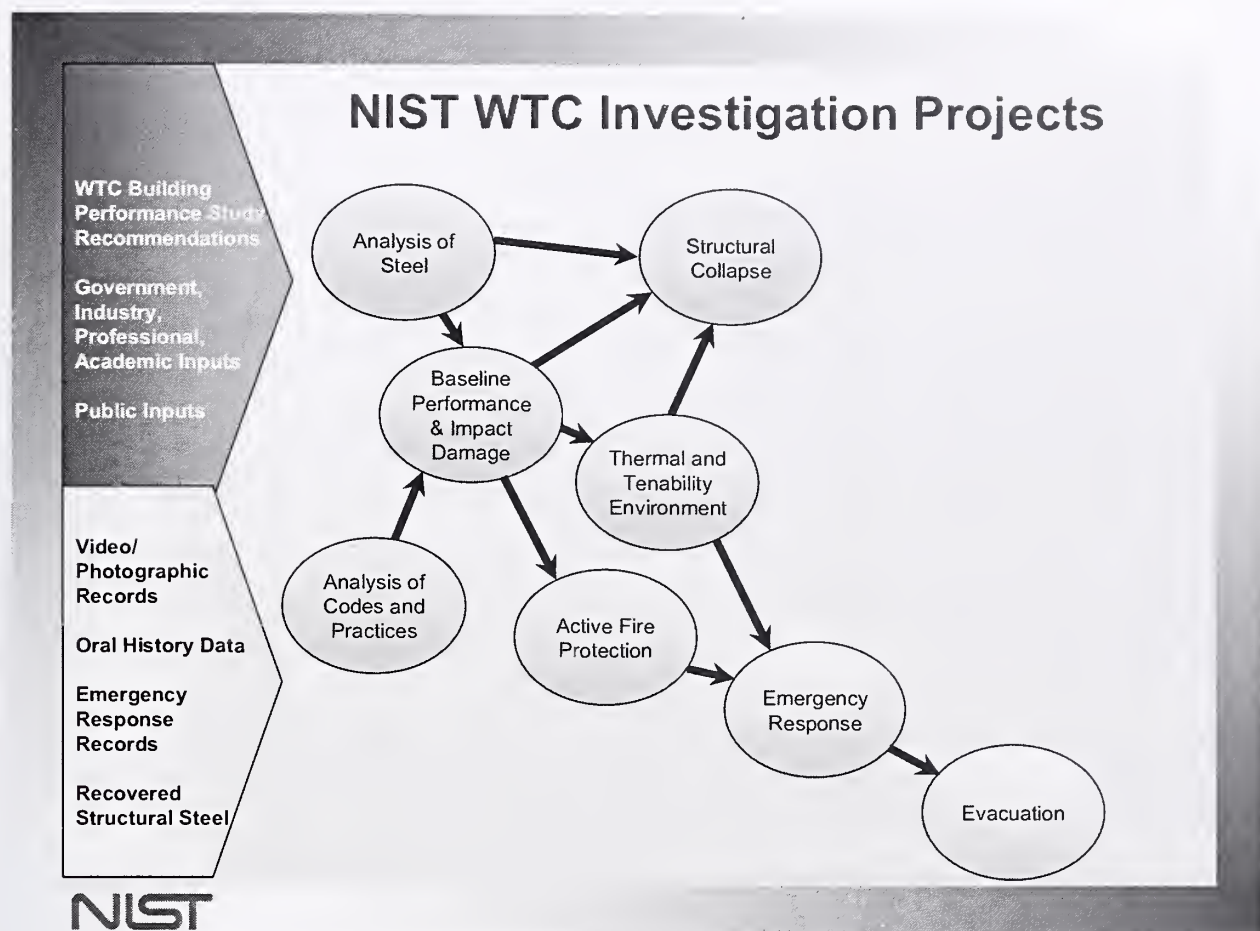 NIST WTC Investigation Projects
WTC Building
Performance Study
Recommendations
Government,
Industry,
Professional,
Academic Inputs
Public Inputs
Video/
Photographic
Records
Oral History Data
Emergency
Response
Records
Recovered
Structural Steel
Analysis of
Steel
Structural
Collapse
Baseline
Performance
& Impact
Damage
Thermal and
Tenability
Environment
Analysis of
Codes and
Practices
Active Fire
Protection
Emergency
Response
Evacuation
NIST